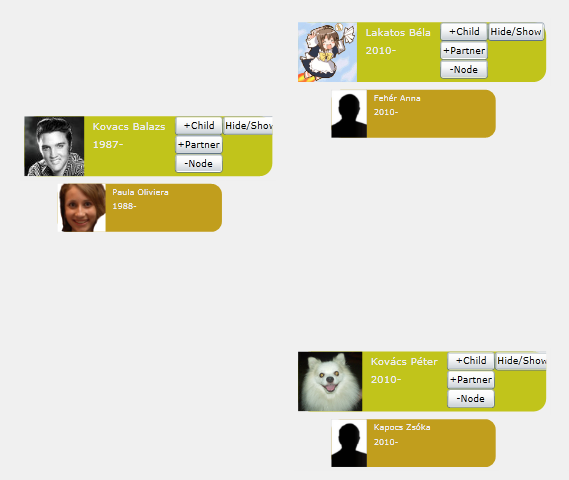 Lakatos Béla
2010-
+Child
Hide/Show
+Partner
-Node
Fehér Anna
2010-
Kovacs Balazs
1987-
+Child
Hide/Show
+Partner
-Node
Paula Oliviera
1988-
Kovács Péter
2010-
+Child
Hide/Show
+Partner
-Node
Kapocs Zsóka
2010-